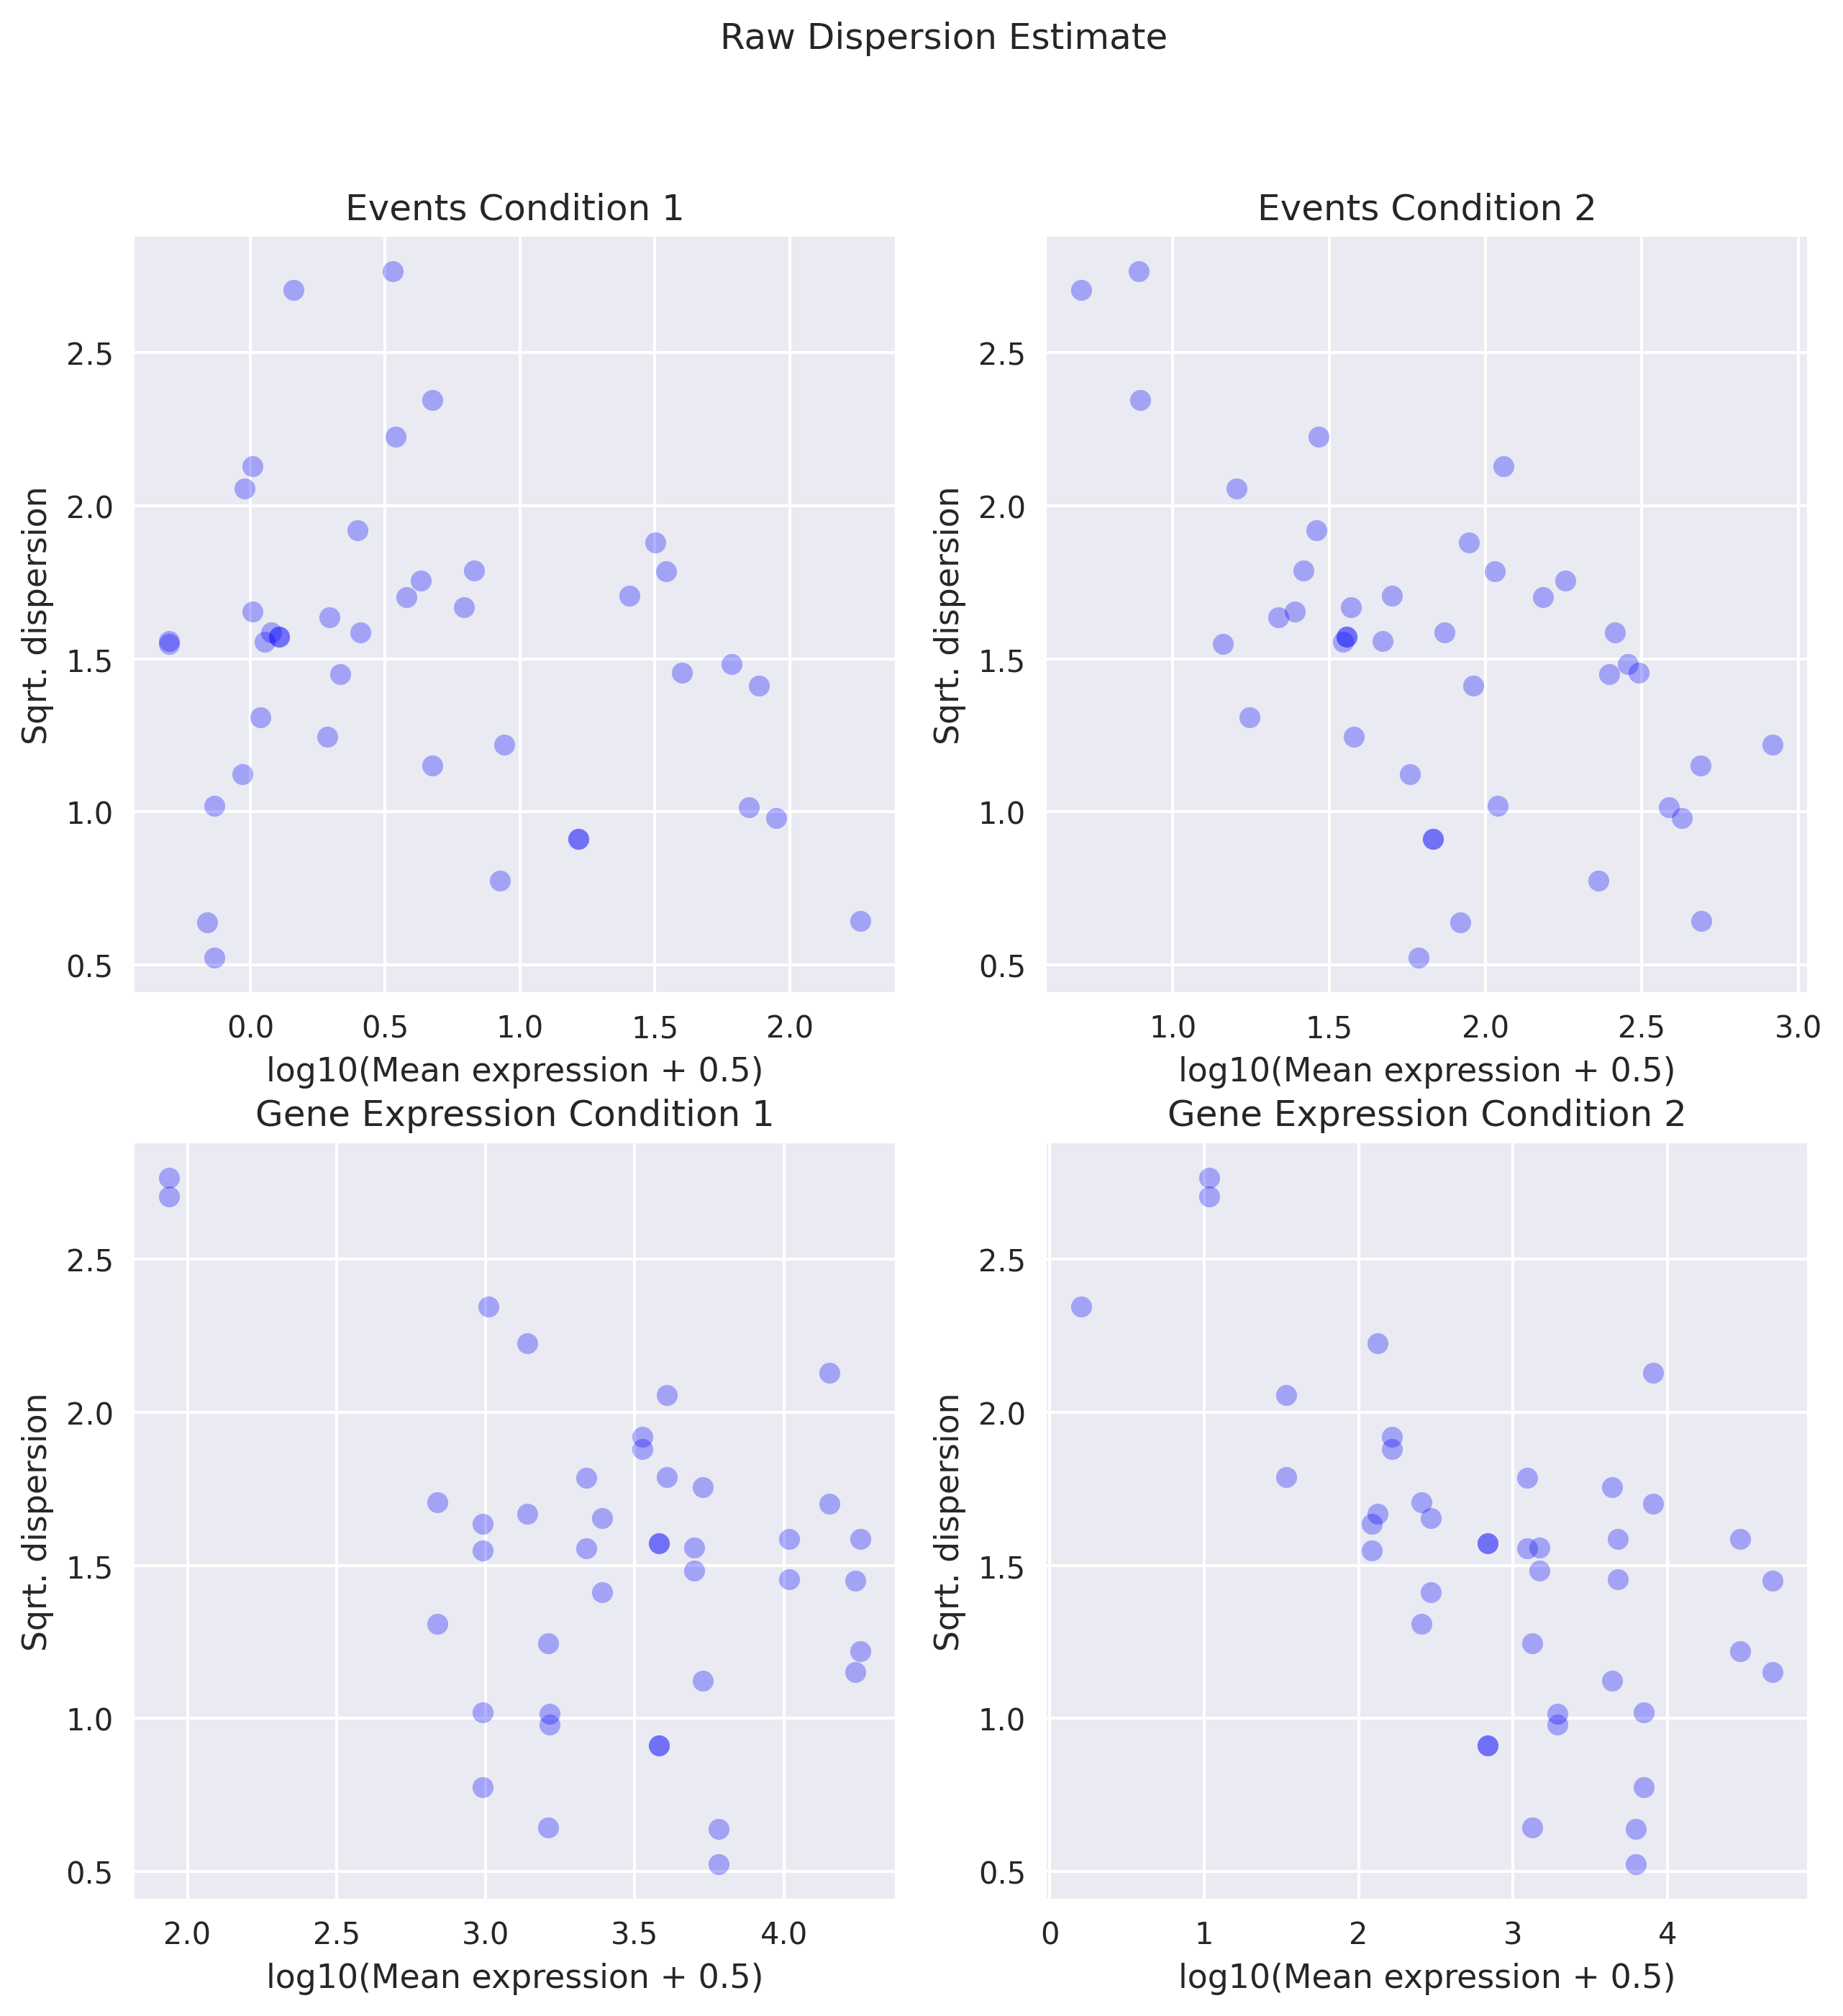 Raw Dispersion Estimate
Events Condition 1
Events Condition 2
Sqrt. dispersion
2.5
2.0
1.5
1.0
0.5
0.0 0.5 1.0 1.5 2.0
log10(Mean expression + 0.5)
Sqrt. dispersion
2.5
2.0
1.5
1.0
0.5
1.0 1.5 2.0 2.5 3.0
log10(Mean expression + 0.5)
Gene Expression Condition 1
Gene Expression Condition 2
Sqrt. dispersion
2.5
2.0
1.5
1.0
0.5
2.0 2.5 3.0 3.5 4.0
log10(Mean expression + 0.5)
Sqrt. dispersion
2.5
2.0
1.5
1.0
0.5
0 1 2 3 4
log10(Mean expression + 0.5)